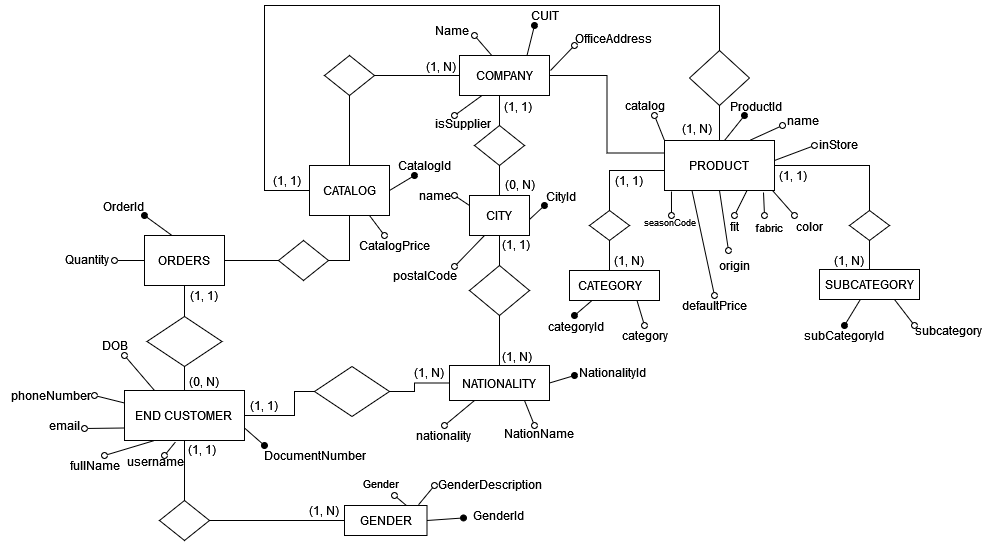 CUIT
Name
OfficeAddress
(1, N)
COMPANY
(1, 1)
isSupplier
catalog
ProductId
name
(1, N)
inStore
PRODUCT
(1, 1)
(1, 1)
seasonCode
fit
fabric
color
origin
defaultPrice
CatalogId
(1, 1)
CATALOG
CatalogPrice
name
(0, N)
CityId
CITY
(1, 1)
postalCode
OrderId
Quantity
ORDERS
(1, 1)
(1, N)
CATEGORY
categoryId
category
(1, N)
SUBCATEGORY
subCategoryId
subcategory
DOB
(0, N)
phoneNumber
END CUSTOMER
(1, 1)
email
fullName
username
(1, 1)
DocumentNumber
(1, N)
(1, N)
NATIONALITY
NationalityId
nationality
NationName
Gender
GenderDescription
(1, N)
GENDER
GenderId